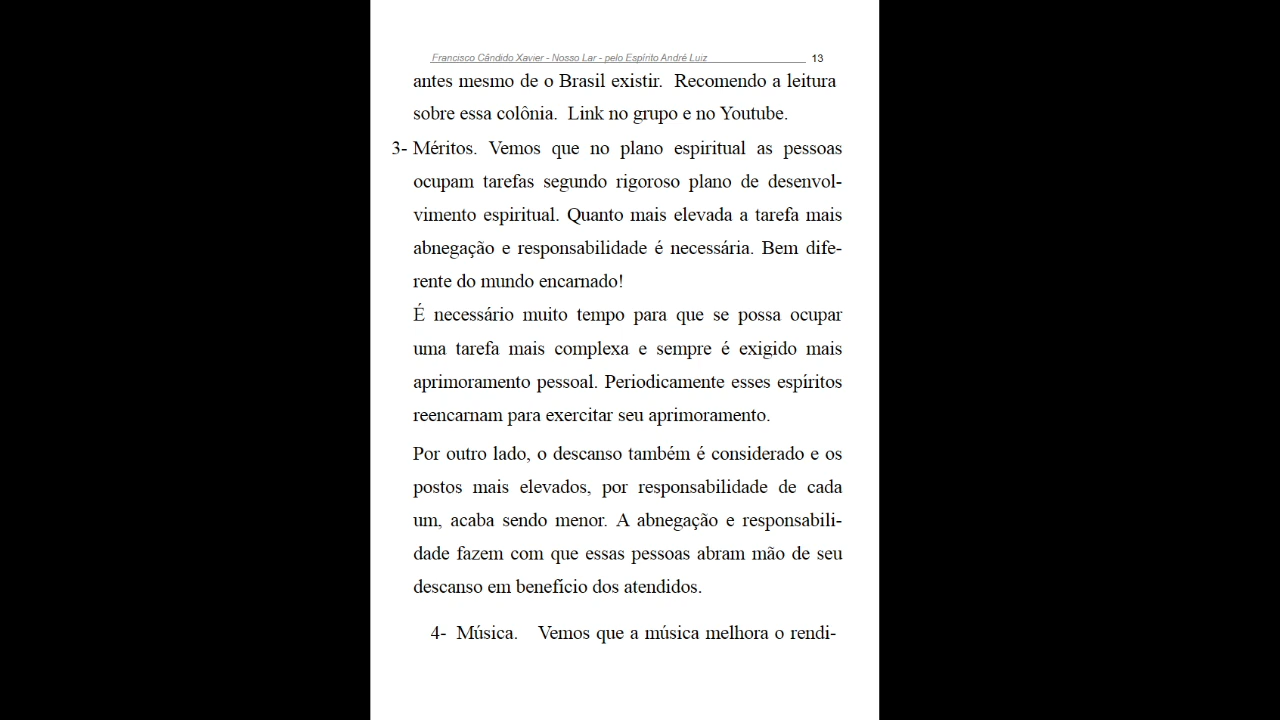 Francisco Cândido Xavier - Nosso Lar - pelo Espírito André Luiz 13
antes mesmo de o Brasil existir. Recomendo a leitura
sobre essa colônia. Link no grupo e no Youtube.
3- Méritos. Vemos que no plano espiritual as pessoas
ocupam tarefas segundo rigoroso plano de desenvol-
vimento espiritual. Quanto mais elevada a tarefa mais
abnegação e responsabilidade é necessária. Bem dife-
rente do mundo encarnado!
É necessário muito tempo para que se possa ocupar
uma tarefa mais complexa e sempre é exigido mais
aprimoramento pessoal. Periodicamente esses espíritos
reencarnam para exercitar seu aprimoramento.
Por outro lado, o descanso também é considerado e os
postos mais elevados, por responsabilidade de cada
um, acaba sendo menor. A abnegação e responsabili-
dade fazem com que essas pessoas abram mão de seu
descanso em benefício dos atendidos.
4- Música. Vemos que a música melhora o rendi-